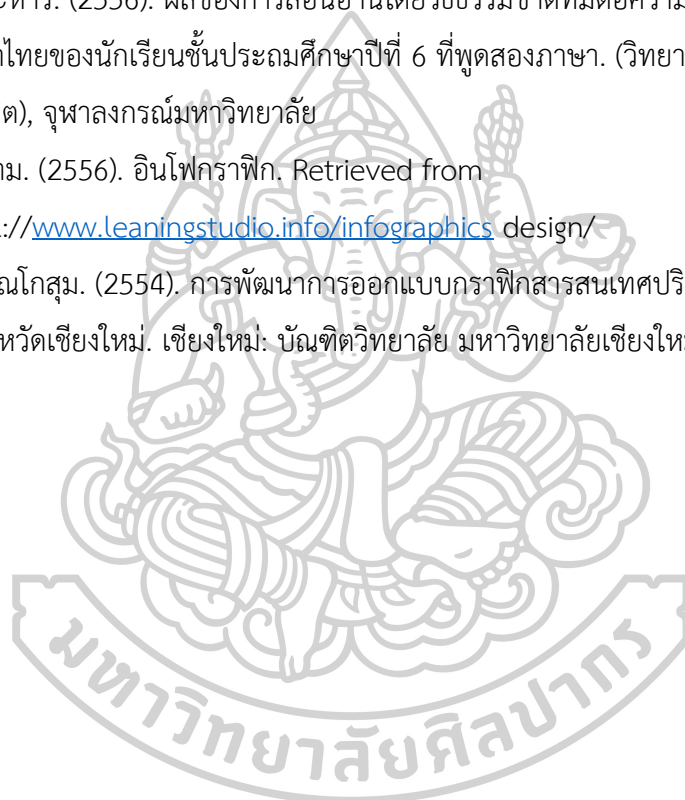 (2556). ผลของการสอนอ่านโดยวิธีธรรมชาติที่มีต่อความ
าไทยของนักเรียนชั้นประถมศึกษาปีที่ 6 ที่พูดสองภาษา. (วิทยา
ต), จุฬาลงกรณ์มหาวิทยาลัย
าม. (2556). อินโฟกราฟิก. Retrieved from
://www.leaningstudio.info/infographics design/
ณโกสุม. (2554). การพัฒนาการออกแบบกราฟิกสารสนเทศปริ
หวัดเชียงใหม่. เชียงใหม่: บัณฑิตวิทยาลัย มหาวิทยาลัยเชียงให
มหาวิทยาลัยศิลปากร